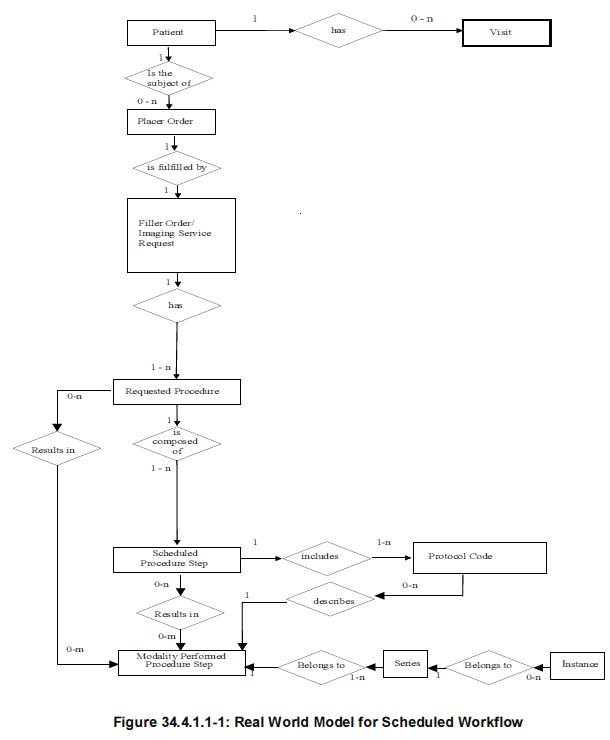 1
0 - n
Patient
has
Visit
1
Is the
subject of
0 - n
Placer Order
1
is fulfilled by
1
Filler Order/
Imaging Service
Request
1
has
1 - n
Requested Procedure
0-n
1
is
composed
of
Results in
1 - n
1
1-n
Scheduled
Procedure Step
includes
Protocol Code
0-n
0-n
1
describes
Results in
0-m
0-m
Modality Performed
Procedure Step
Belongs to
Series
Belongs to
Instance
1
1-n
1
0-n
Figure 34.4.1.1-1: Real World Model for Scheduled Workflow